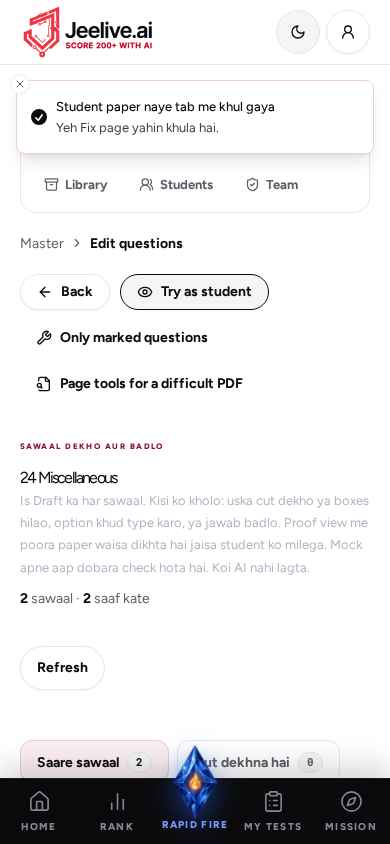 Jeelive.ai
SCORE 200+ WITH AI
Student paper naye tab me khul gaya
Yeh Fix page yahin khula hai.
Library
Students
Team
Master > Edit questions
Back
Try as student
Only marked questions
Page tools for a difficult PDF
SAWAAL DEKHO AUR BADLO
24 Miscellaneous
Is Draft ka har sawaal. Kisi ko kholo: uska cut dekho ya boxes
hilao, option khud type karo, ya jawab badlo. Proof view me
poora paper waisa dikhta hai jaisa student ko milega. Mock
apne aap dobara check hota hai. Koi AI nahi lagta.
2 sawaal · 2 saaf kate
Refresh
Saare sawaal 2
dekhna hai 0
HOME
RANK
RAPID FIRE
MY TESTS
MISSION